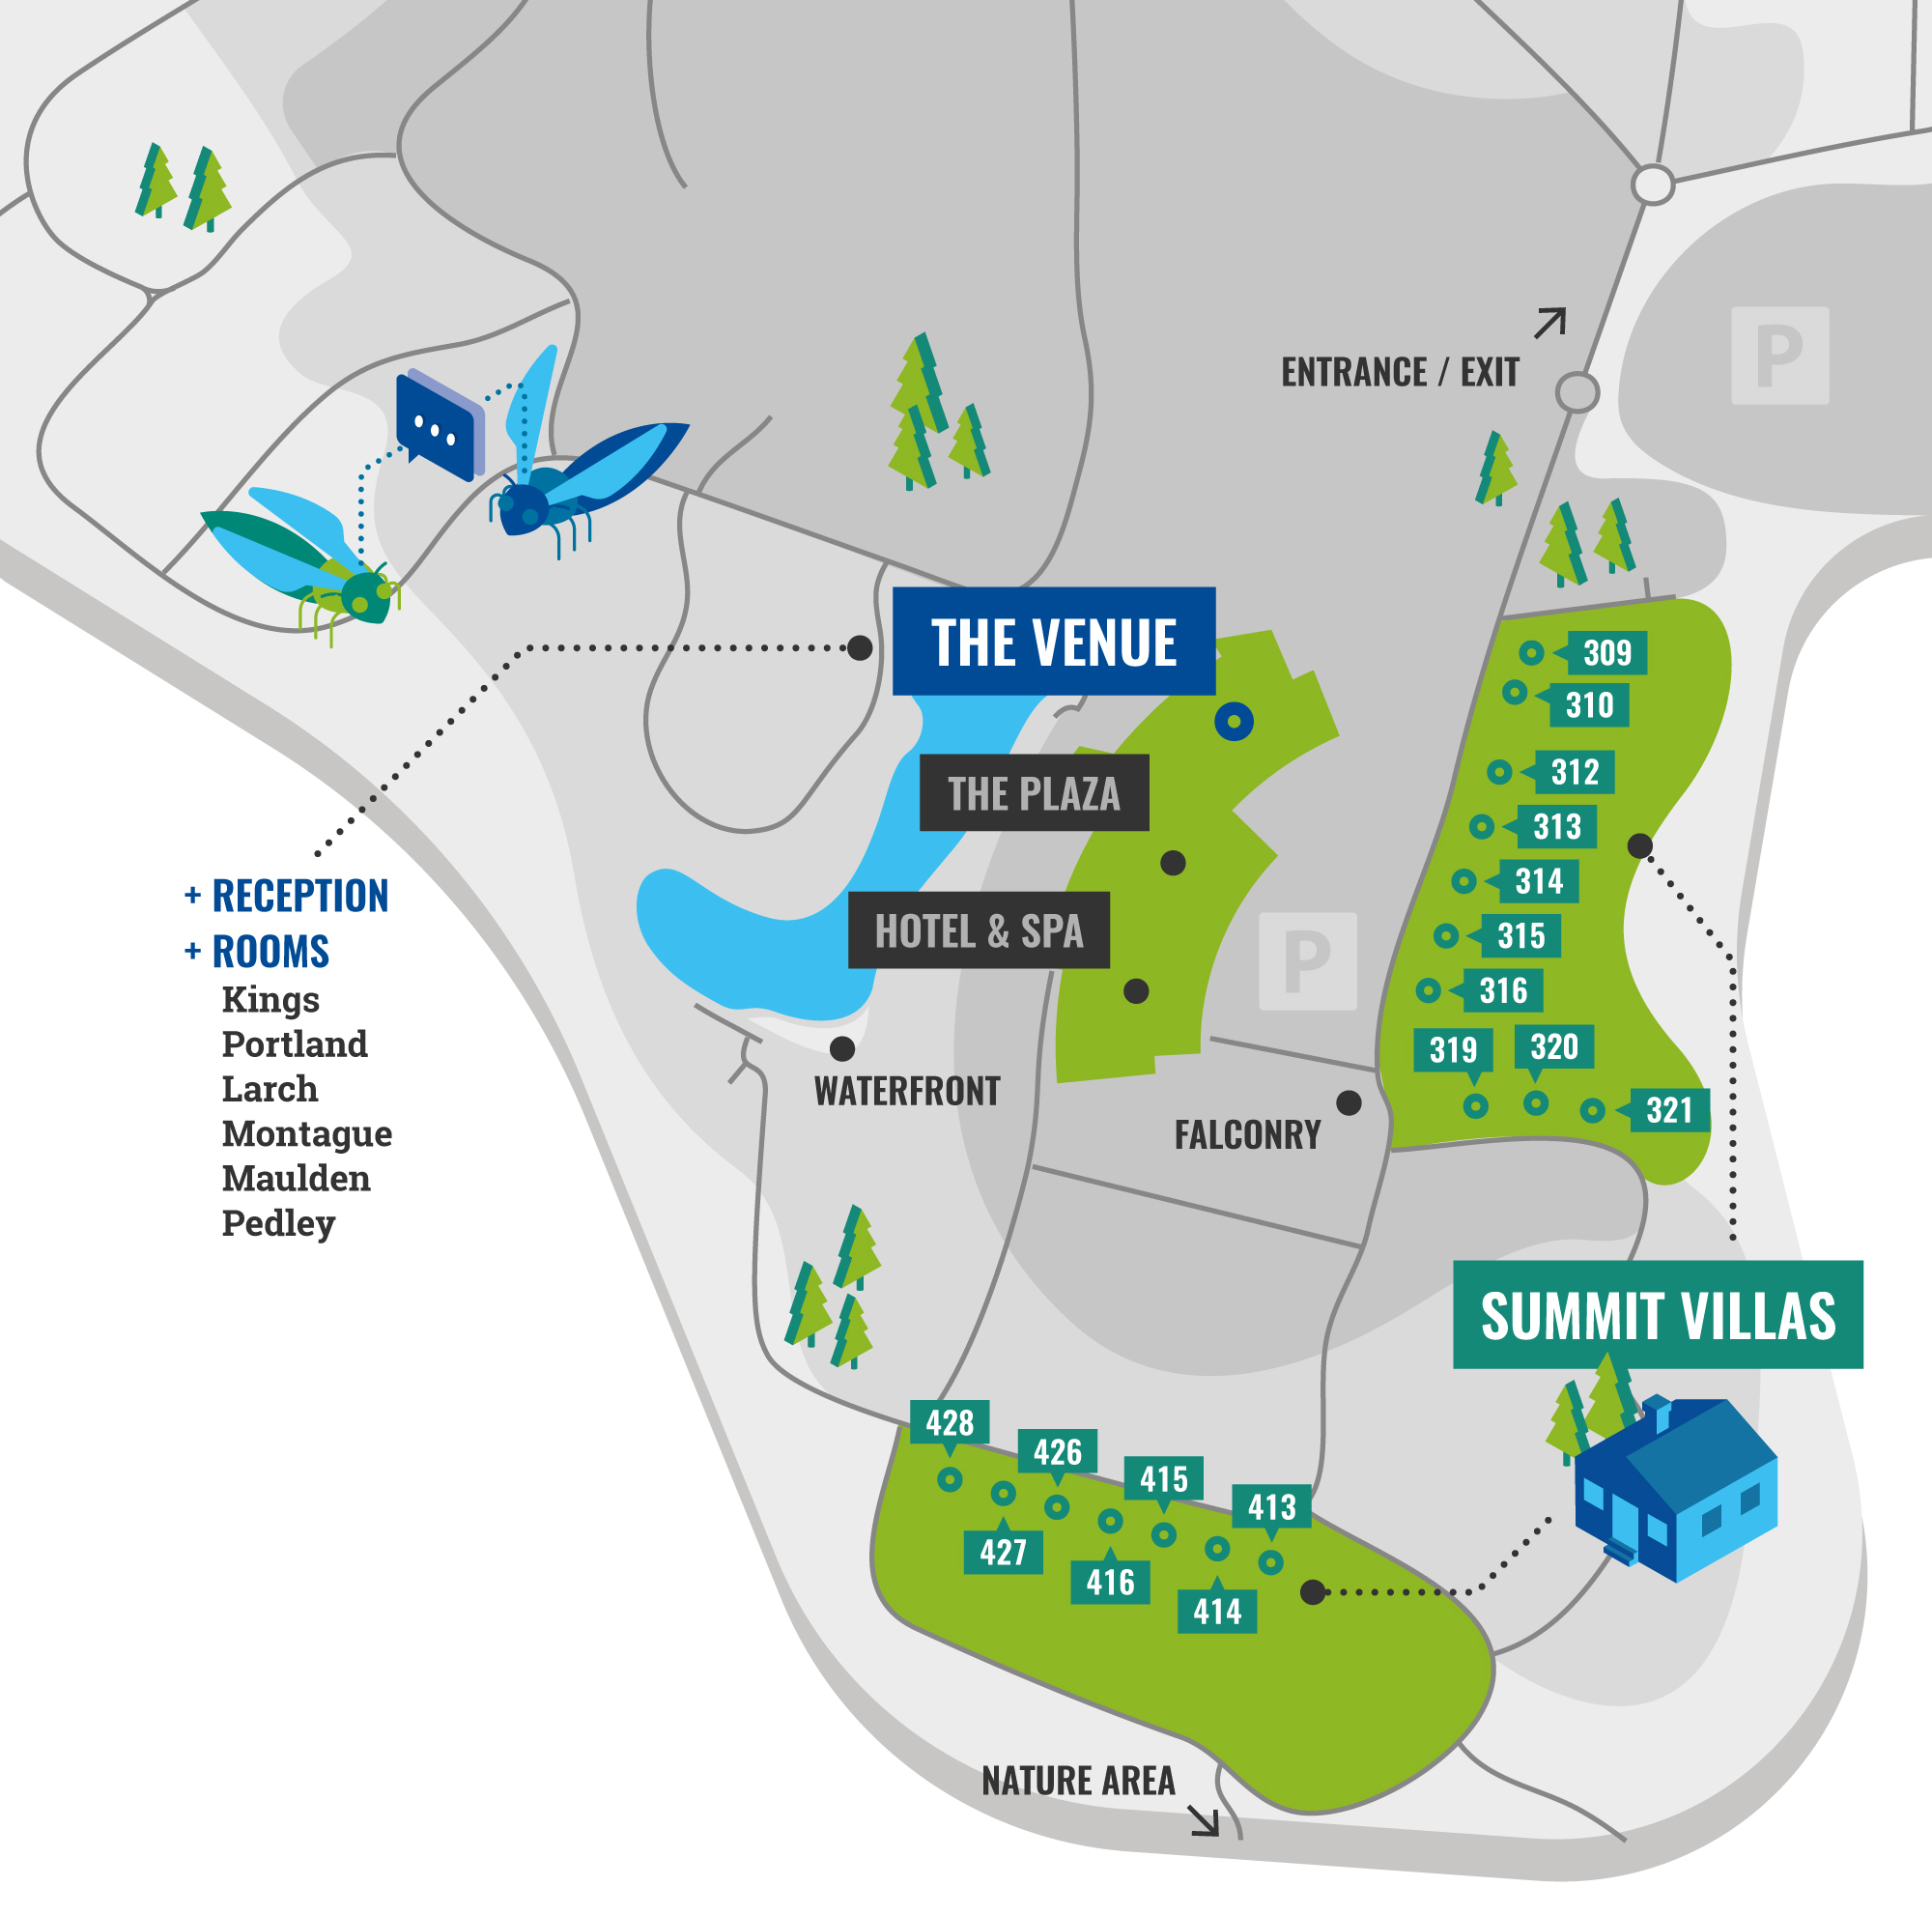 ENTRANCE / EXIT
P
THE VENUE
309
310
THE PLAZA
312
313
314
+ RECEPTION
HOTEL & SPA
315
+ ROOMS
P
316
Kings
Portland
Larch
Montague
Maulden
Pedley
WATERFRONT
FALCONRY
319
320
321
SUMMIT VILLAS
428
426
415
413
427
416
414
NATURE AREA